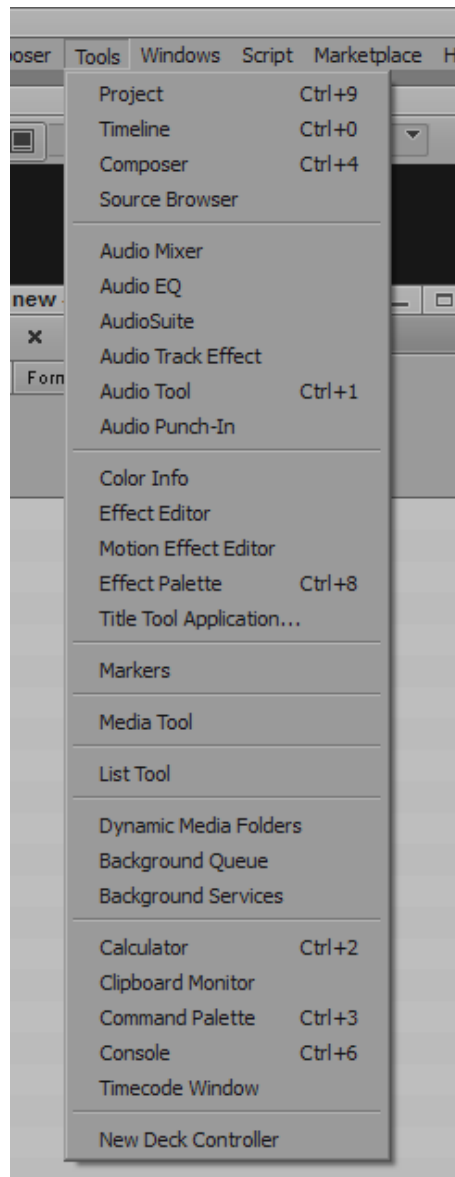 oser Tools Windows Script Marketplace H
Project Ctrl+9
Timeline Ctrl+0
Composer Ctrl+4
Source Browser
Audio Mixer
Audio EQ
new
AudioSuite
Audio Track Effect
Form
Audio Tool Ctrl+1
Audio Punch-In
Color Info
Effect Editor
Motion Effect Editor
Effect Palette Ctrl+8
Title Tool Application...
Markers
Media Tool
List Tool
Dynamic Media Folders
Background Queue
Background Services
Calculator Ctrl+2
Clipboard Monitor
Command Palette Ctrl+3
Console Ctrl+6
Timecode Window
New Deck Controller